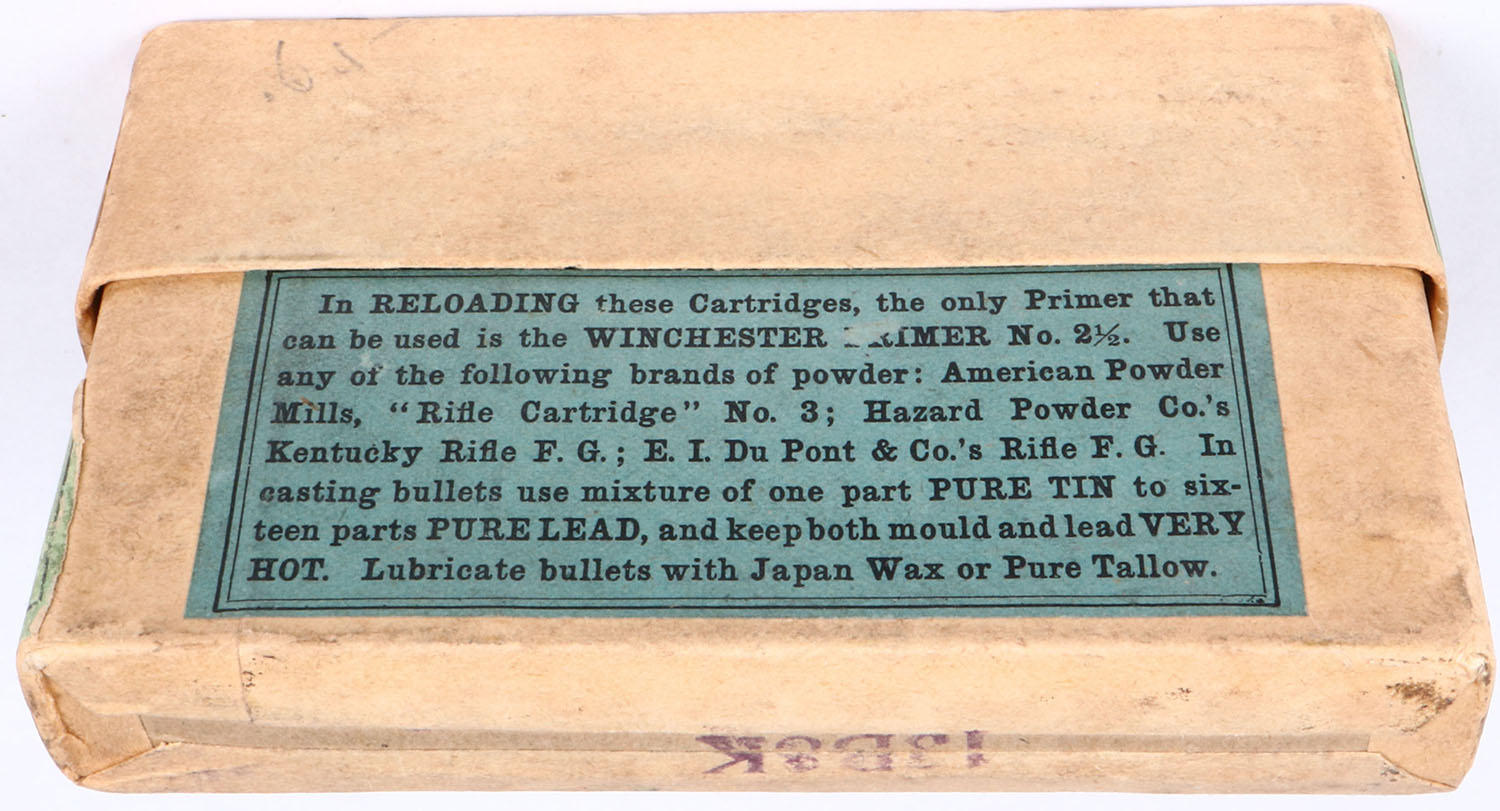 In RELOADING these Cartridges, the only Primer that
can be used is the WINCHESTER PRIMER No. 2½. Use
any of the following brands of powder: American Powder
Mills, "Rifle Cartridge" No. 3; Hazard Powder Co.'s
Kentucky Rifle F. G.; E. I. Du Pont & Co.'s Rifle F. G. In
casting bullets use mixture of one part PURE TIN to six-
teen parts PURE LEAD, and keep both mould and lead VERY
HOT. Lubricate bullets with Japan Wax or Pure Tallow.